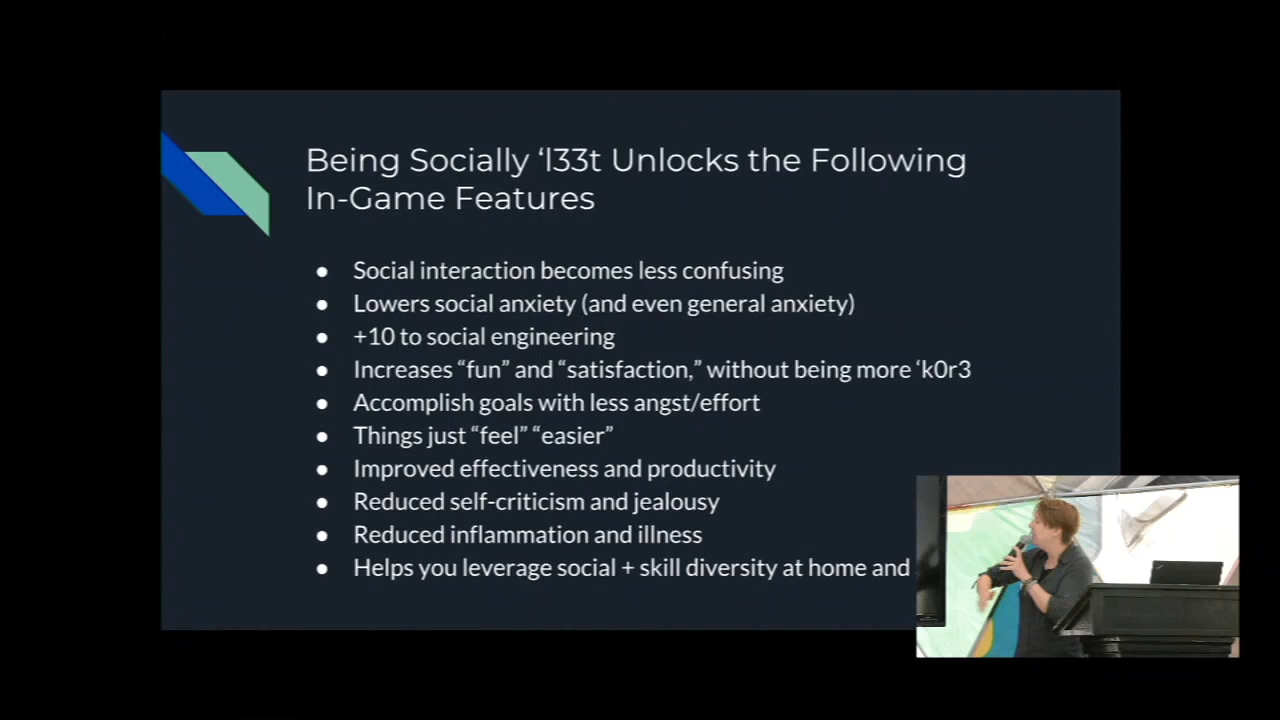 Being Socially ‘l33t Unlocks the Following
In-Game Features
● Social interaction becomes less confusing
● Lowers social anxiety (and even general anxiety)
● +10 to social engineering
● Increases “fun” and “satisfaction,” without being more ‘k0r3
● Accomplish goals with less angst/effort
● Things just “feel” “easier”
● Improved effectiveness and productivity
● Reduced self-criticism and jealousy
● Reduced inflammation and illness
● Helps you leverage social + skill diversity at home and